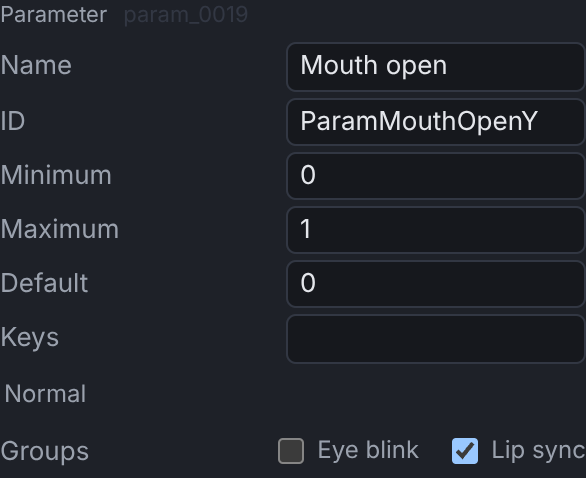 Parameter param_0019
Name Mouth open
ID ParamMouthOpenY
Minimum 0
Maximum 1
Default 0
Keys
Normal
Groups Eye blink Lip sync